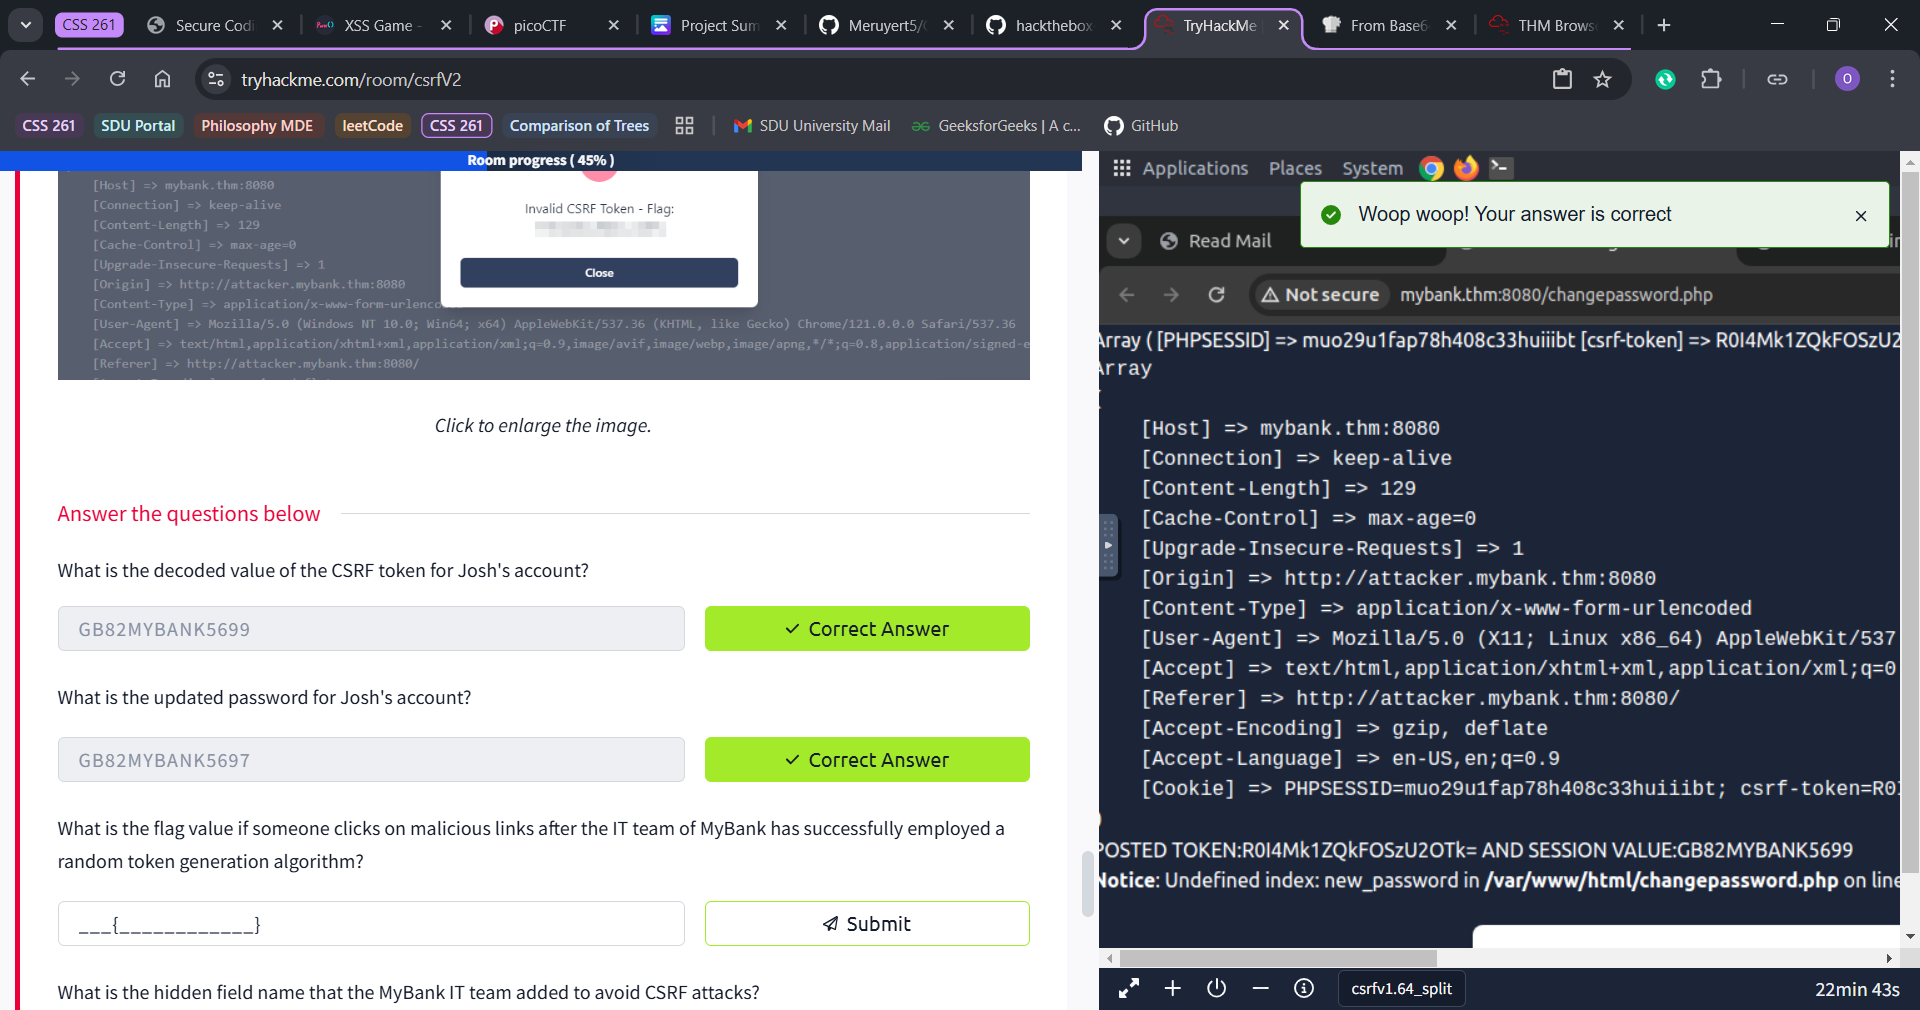 CSS 261
Secure Codi
XSS Game -
picoCTF
Project Sum
Meruyert5/
hackthebox
TryHackMe
From Base6
THM Brows
tryhackme.com/room/csrfV2
O
CSS 261
SDU Portal
Philosophy MDE
leetCode
CSS 261
Comparison of Trees
SDU University Mail
GeeksforGeeks | A c...
GitHub
Room progress ( 45% )
[Host] => mybank.thm:8080
[Connection] => keep-alive
[Content-Length] => 129
[Cache-Control] => max-age=0
[Upgrade-Insecure-Requests] => 1
[Origin] => http://attacker.mybank.thm:8080
[Content-Type] => application/x-www-form-urlenco
[User-Agent] => Mozilla/5.0 (Windows NT 10.0; Win64; x64) AppleWebKit/537.36 (KHTML, like Gecko) Chrome/121.0.0.0 Safari/537.36
[Accept] => text/html,application/xhtml+xml,application/xml;q=0.9,image/avif,image/webp,image/apng,*/*;q=0.8,application/signed-e
[Referer] => http://attacker.mybank.thm:8080/
Invalid CSRF Token - Flag:
Close
Click to enlarge the image.
Answer the questions below
What is the decoded value of the CSRF token for Josh's account?
GB82MYBANK5699
Correct Answer
What is the updated password for Josh's account?
GB82MYBANK5697
Correct Answer
What is the flag value if someone clicks on malicious links after the IT team of MyBank has successfully employed a
random token generation algorithm?
___{____________}
Submit
What is the hidden field name that the MyBank IT team added to avoid CSRF attacks?
Applications
Places
System
Woop woop! Your answer is correct
Read Mail
Not secure
mybank.thm:8080/changepassword.php
Array ( [PHPSESSID] => muo29u1fap78h408c33huiiibt [csrf-token] => R0I4Mk1ZQkFOSzU2
Array
(
[Host] => mybank.thm:8080
[Connection] => keep-alive
[Content-Length] => 129
[Cache-Control] => max-age=0
[Upgrade-Insecure-Requests] => 1
[Origin] => http://attacker.mybank.thm:8080
[Content-Type] => application/x-www-form-urlencoded
[User-Agent] => Mozilla/5.0 (X11; Linux x86_64) AppleWebKit/537
[Accept] => text/html,application/xhtml+xml,application/xml;q=0
[Referer] => http://attacker.mybank.thm:8080/
[Accept-Encoding] => gzip, deflate
[Accept-Language] => en-US,en;q=0.9
[Cookie] => PHPSESSID=muo29u1fap78h408c33huiiibt; csrf-token=R0I
)
POSTED TOKEN:R0I4Mk1ZQkFOSzU2OTk= AND SESSION VALUE:GB82MYBANK5699
Notice: Undefined index: new_password in /var/www/html/changepassword.php on line
csrfv1.64_split
22min 43s